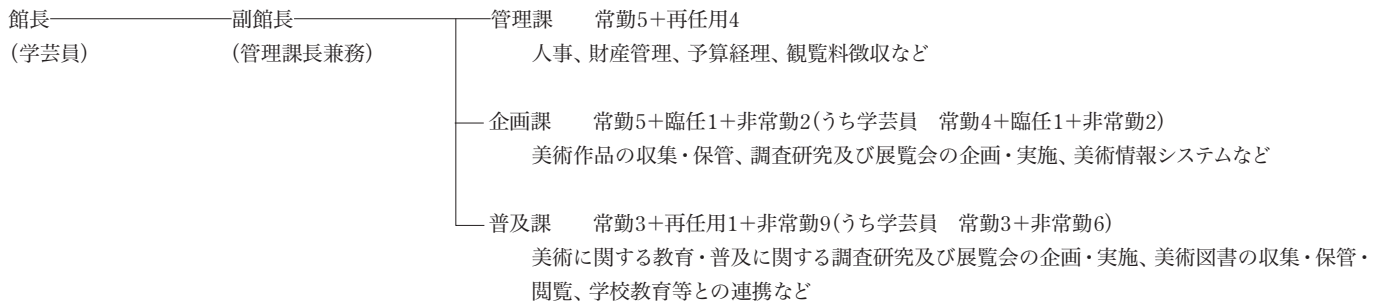 館長 副館長 管理課 常勤5+再任用4
(学芸員) (管理課長兼務) 人事、財産管理、予算経理、観覧料徴収など
企画課 常勤5+臨任1+非常勤2(うち学芸員 常勤4+臨任1+非常勤2)
美術作品の収集・保管、調査研究及び展覧会の企画・実施、美術情報システムなど
普及課 常勤3+再任用1+非常勤9(うち学芸員 常勤3+非常勤6)
美術に関する教育・普及に関する調査研究及び展覧会の企画・実施、美術図書の収集・保管・
閲覧、学校教育等との連携など